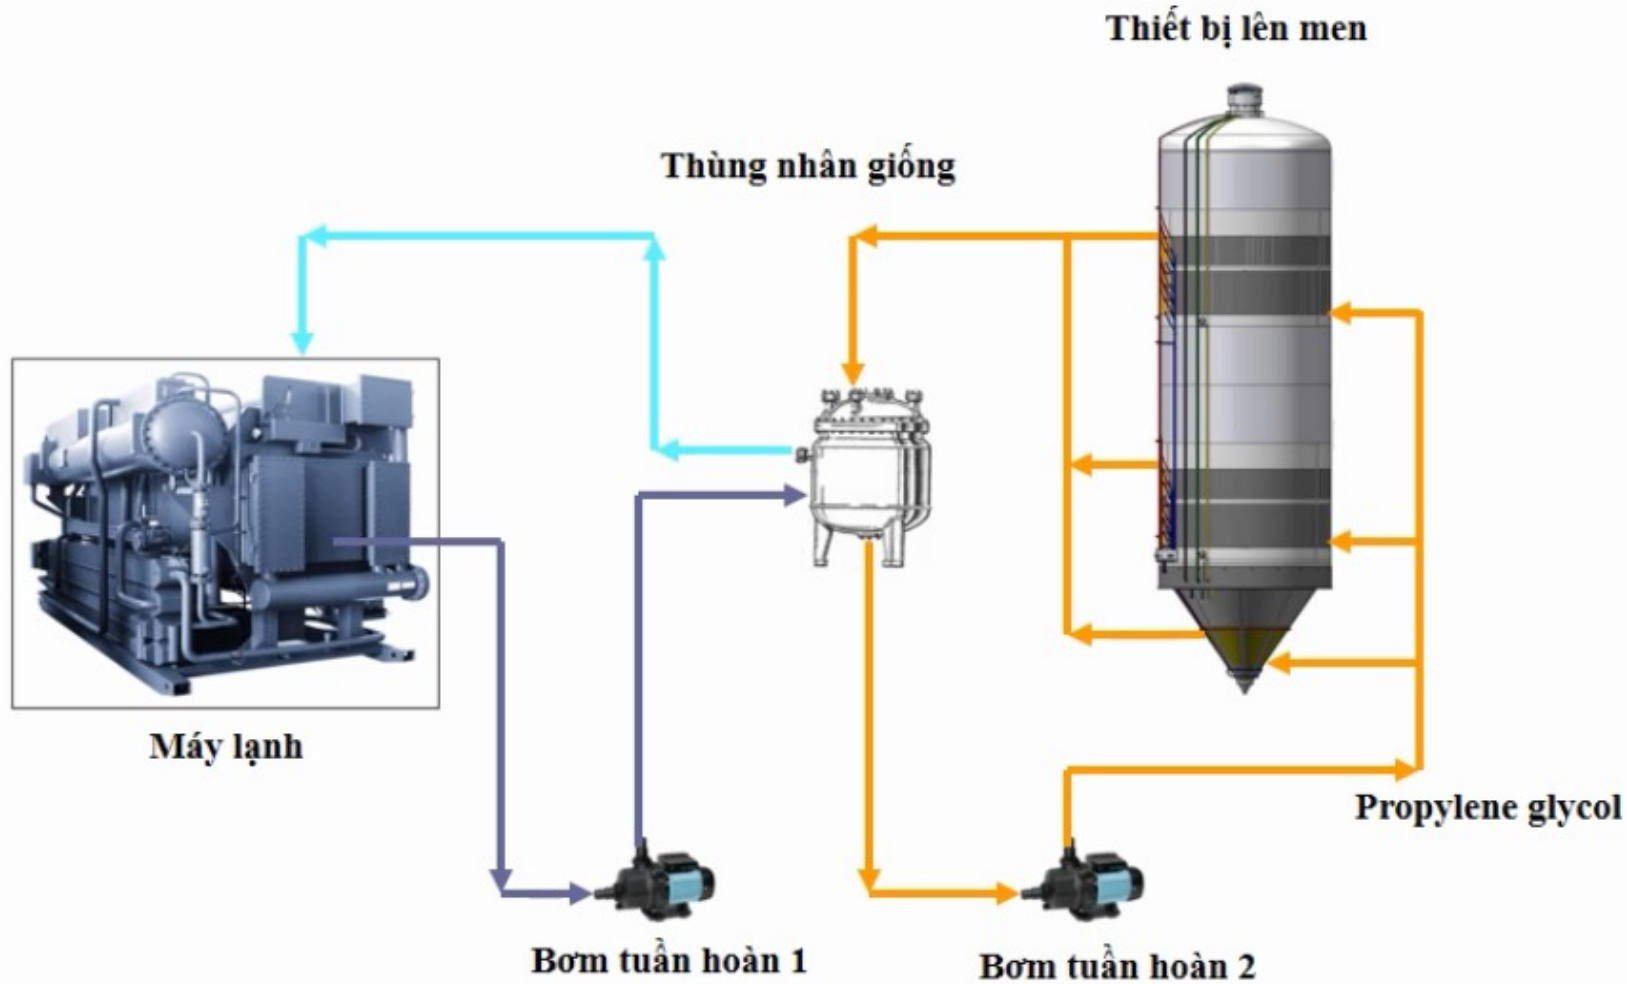 Thiết bị lên men
Thùng nhân giống
Máy lạnh
Propylene glycol
Bơm tuần hoàn 1
Bơm tuần hoàn 2